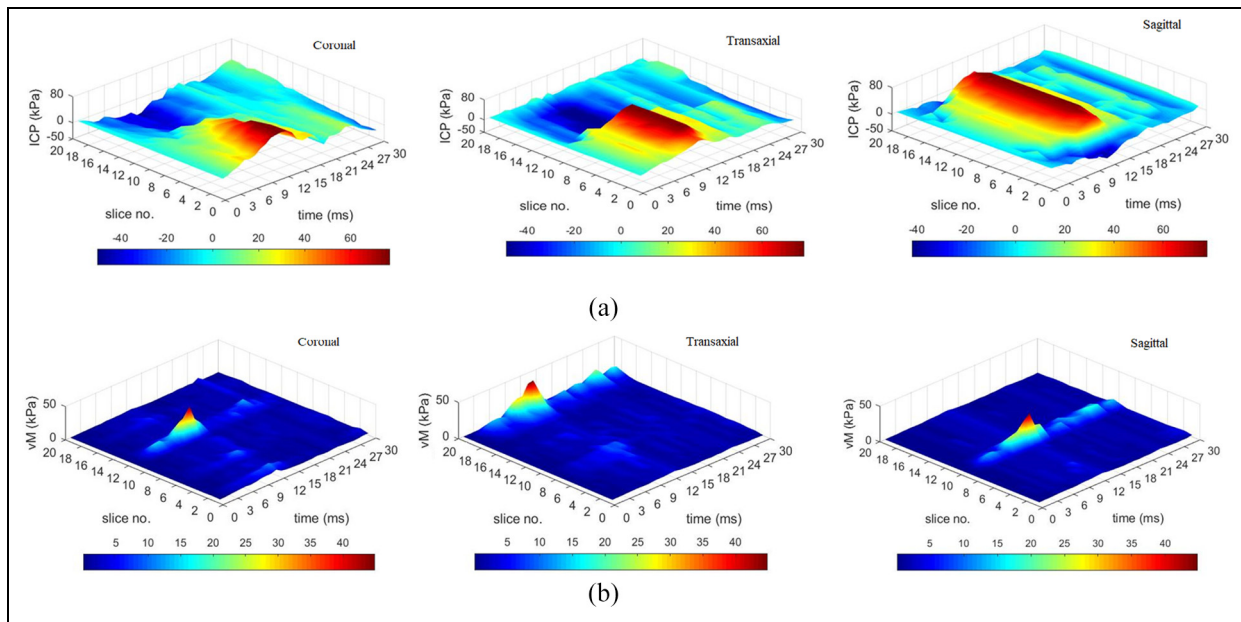 Coronal
ICP (kPa)
80
0
-50
20 18 16 14 12 10 8 6 4 2 0
slice no.
0 3 6 9 12 15 18 21 24 27 30
time (ms)
-40 -20 0 20 40 60
Transaxial
ICP (kPa)
80
0
-50
20 18 16 14 12 10 8 6 4 2 0
slice no.
0 3 6 9 12 15 18 21 24 27 30
time (ms)
-40 -20 0 20 40 60
Sagittal
ICP (kPa)
80
0
-50
20 18 16 14 12 10 8 6 4 2 0
slice no.
0 3 6 9 12 15 18 21 24 27 30
time (ms)
-40 -20 0 20 40 60
(a)
Coronal
vM (kPa)
50
0
20 18 16 14 12 10 8 6 4 2 0
slice no.
0 3 6 9 12 15 18 21 24 27 30
time (ms)
5 10 15 20 25 30 35 40
Transaxial
vM (kPa)
50
0
20 18 16 14 12 10 8 6 4 2 0
slice no.
0 3 6 9 12 15 18 21 24 27 30
time (ms)
5 10 15 20 25 30 35 40
Sagittal
vM (kPa)
50
0
20 18 16 14 12 10 8 6 4 2 0
slice no.
0 3 6 9 12 15 18 21 24 27 30
time (ms)
5 10 15 20 25 30 35 40
(b)